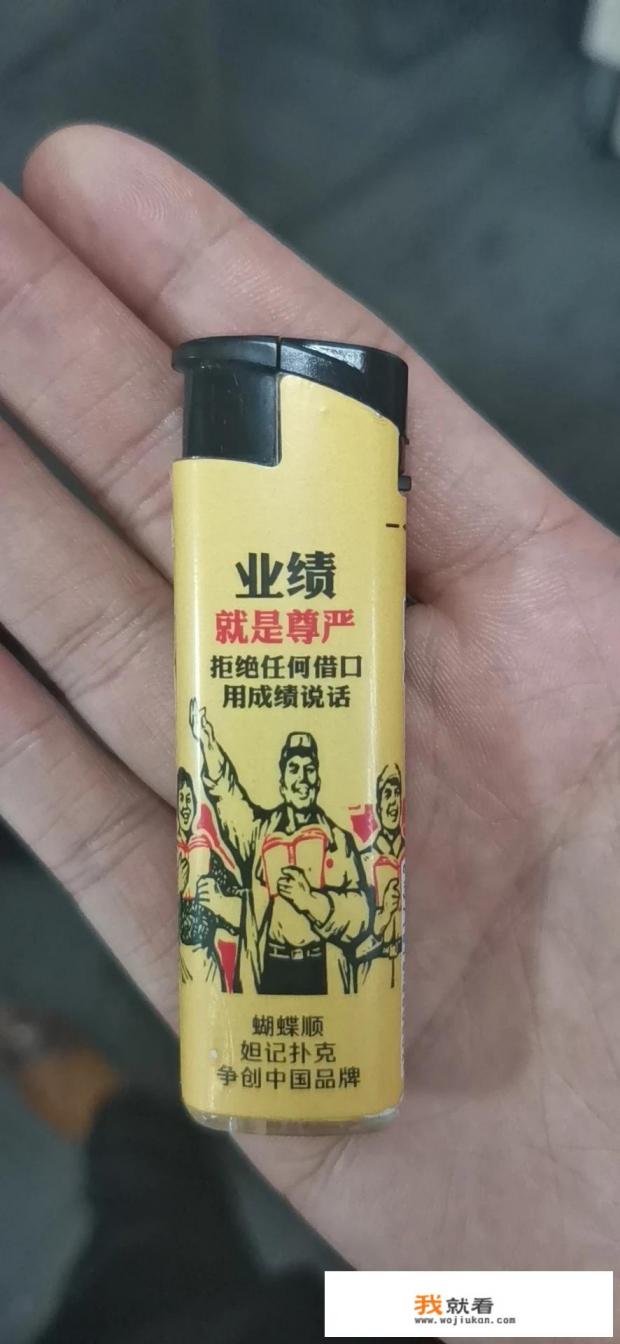 业绩
就是尊严
拒绝任何借口
用成绩说话
蝴蝶顺
妲记扑克
争创中国品牌
我就看
www.wojiukan.com